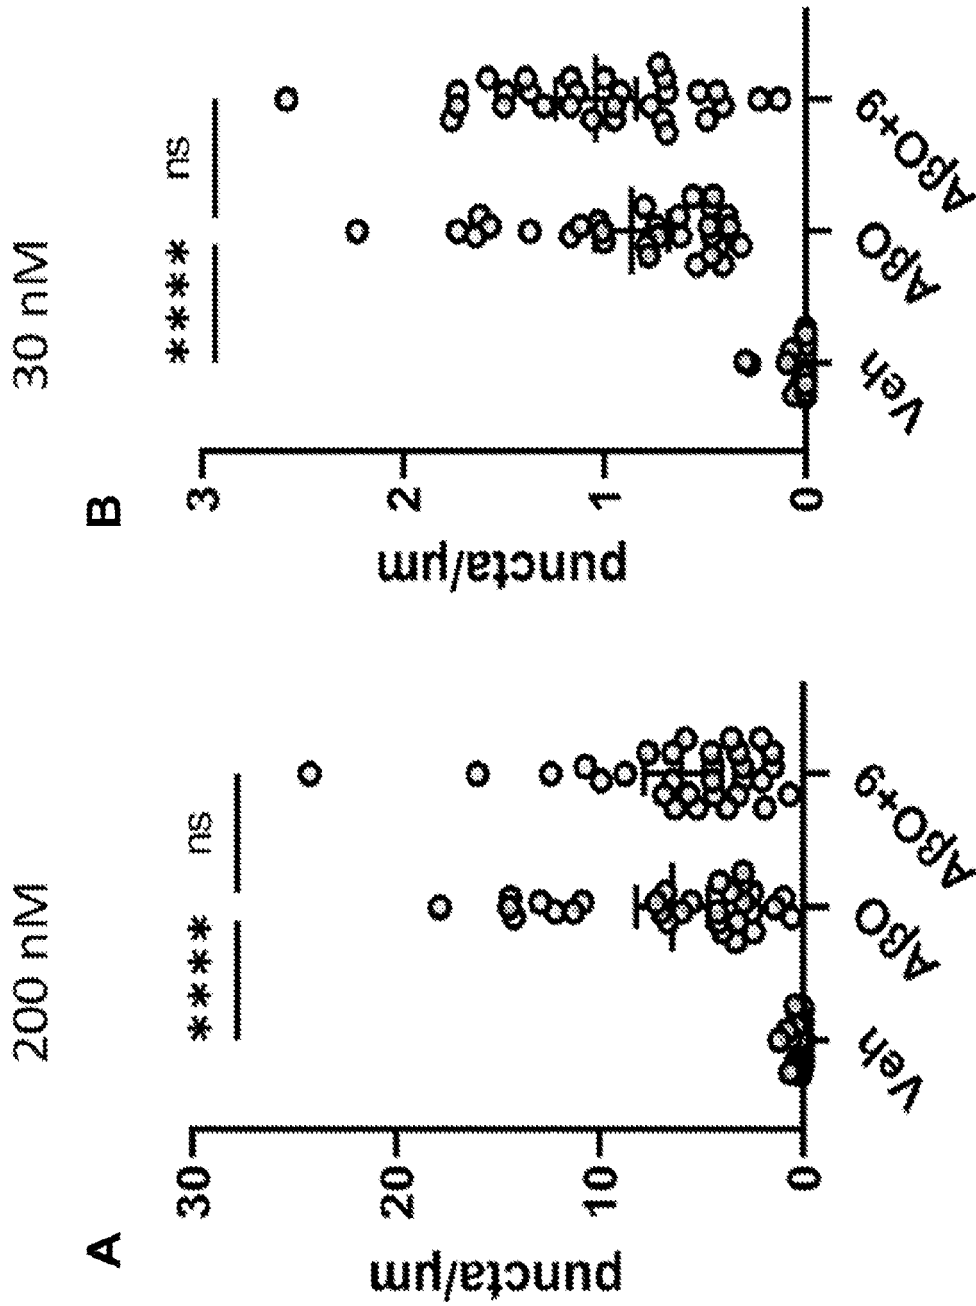 A
200 nM
puncta/µm
30
20
10
0
****
ns
Veh
AβO
AβO+9
B
30 nM
puncta/µm
3
2
1
0
****
ns
Veh
AβO
AβO+9